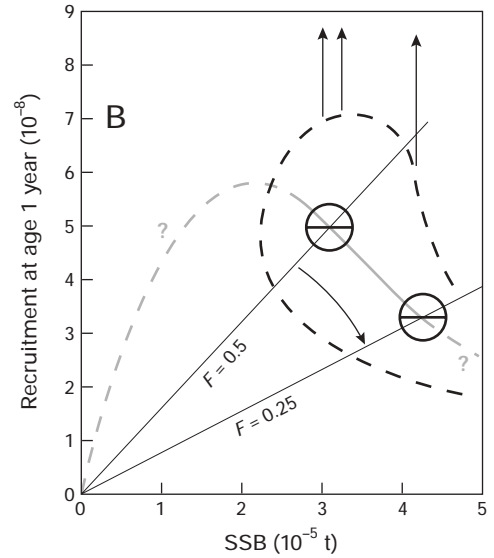 9
8
7
6
5
4
3
2
1
0
Recruitment at age 1 year (10⁻⁸)
B
?
?
F = 0.5
F = 0.25
0 1 2 3 4 5
SSB (10⁻⁵ t)